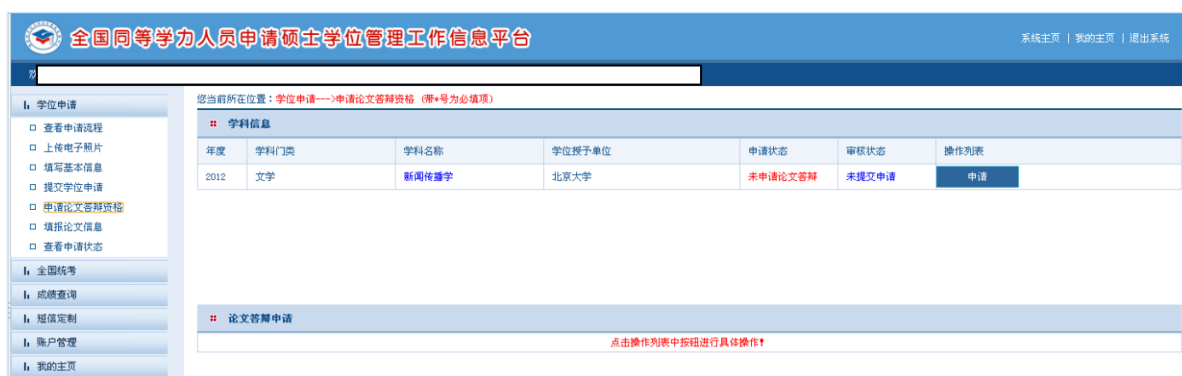 全国同等学力人员申请硕士学位管理工作信息平台
系统主页 | 我的主页 | 退出系统
学位申请
查看申请流程
上传电子照片
填写基本信息
提交学位申请
申请论文答辩资格
填报论文信息
查看申请状态
全国统考
成绩查询
短信定制
账户管理
我的主页
您当前所在位置：学位申请--->申请论文答辩资格 (带*号为必填项)
学科信息
年度 学科门类 学科名称 学位授予单位 申请状态 审核状态 操作列表
2012 文学 新闻传播学 北京大学 未申请论文答辩 未提交申请 申请
论文答辩申请
点击操作列表中按钮进行具体操作!